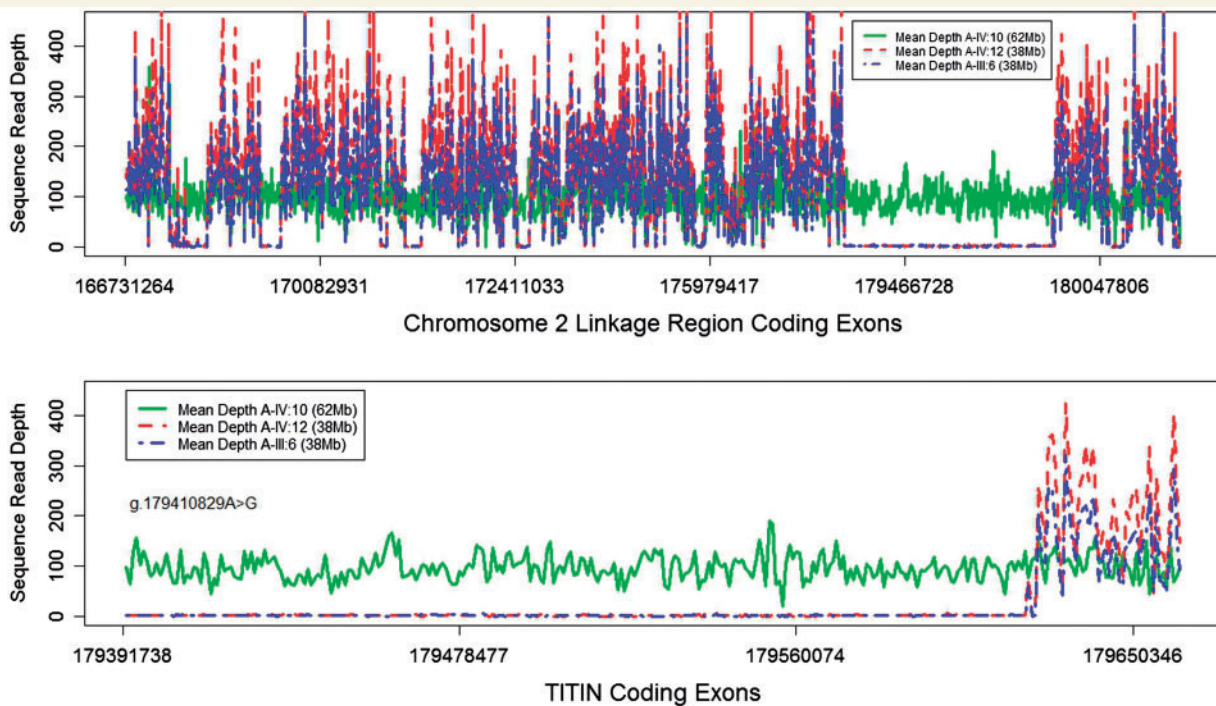 Sequence Read Depth
400
300
200
100
0
Mean Depth A-IV:10 (62Mb)
Mean Depth A-IV:12 (38Mb)
Mean Depth A-III:6 (38Mb)
166731264 170082931 172411033 175979417 179466728 180047806
Chromosome 2 Linkage Region Coding Exons
Sequence Read Depth
400
300
200
100
0
Mean Depth A-IV:10 (62Mb)
Mean Depth A-IV:12 (38Mb)
Mean Depth A-III:6 (38Mb)
g.179410829A>G
179391738 179478477 179560074 179650346
TITIN Coding Exons